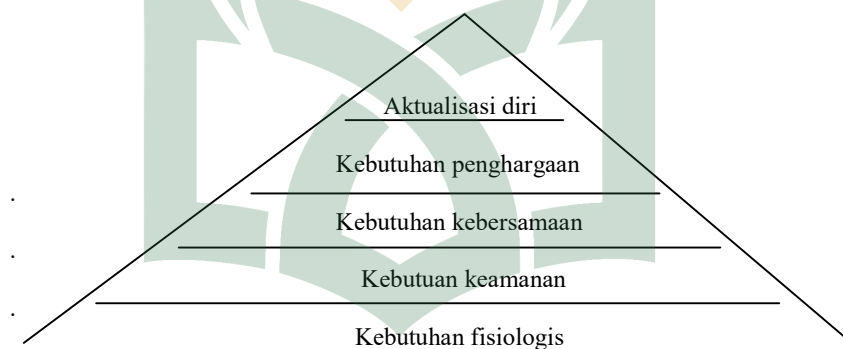 Aktualisasi diri
Kebutuhan penghargaan
Kebutuhan kebersamaan
Kebutuan keamanan
Kebutuhan fisiologis